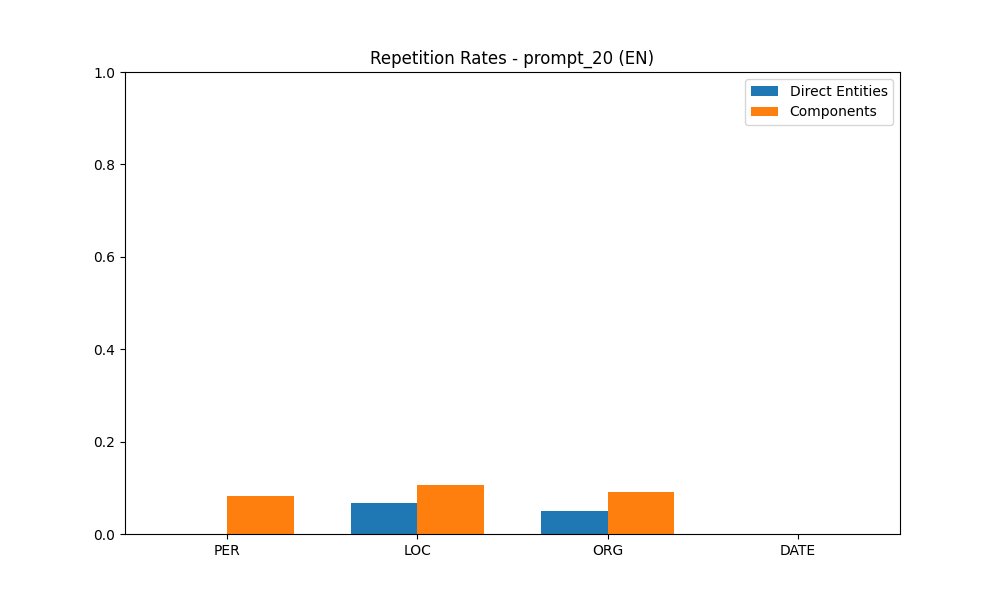 Repetition Rates - prompt_20 (EN)
1.0
0.8
0.6
0.4
0.2
0.0
Direct Entities
Components
PER LOC ORG DATE